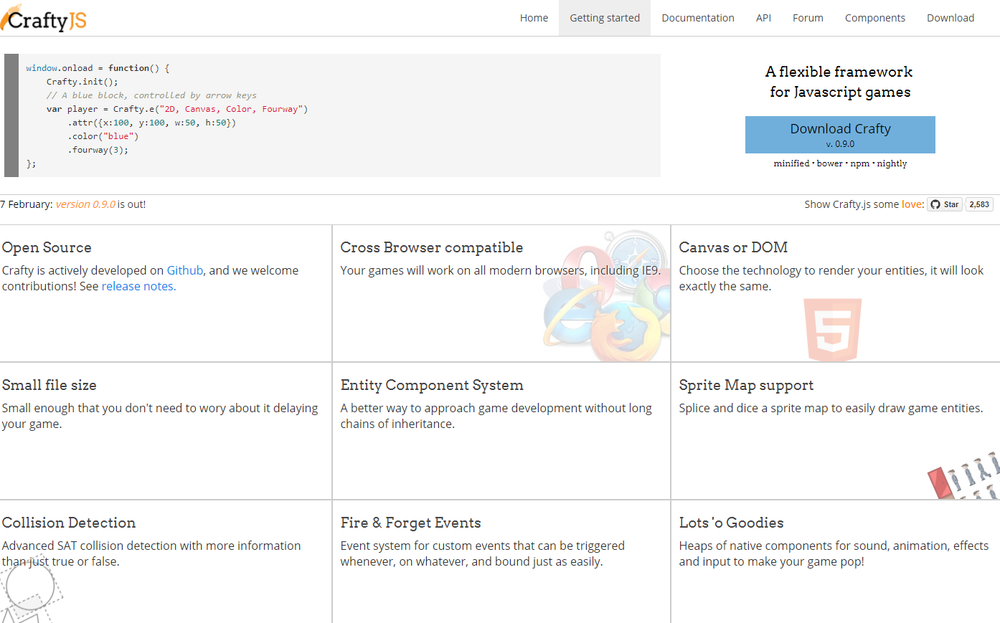 CraftyJS
Home Getting started Documentation API Forum Components Download
window.onload = function() {
Crafty.init();
// A blue block, controlled by arrow keys
var player = Crafty.e("2D, Canvas, Color, Fourway")
.attr({x:100, y:100, w:50, h:50})
.color("blue")
.fourway(3);
};
A flexible framework
for Javascript games
Download Crafty
v. 0.9.0
minified • bower • npm • nightly
7 February: version 0.9.0 is out!
Show Crafty.js some love: Star 2,583
Open Source
Crafty is actively developed on Github, and we welcome
contributions! See release notes.
Cross Browser compatible
Your games will work on all modern browsers, including IE9.
Canvas or DOM
Choose the technology to render your entities, it will look
exactly the same.
5
Small file size
Small enough that you don't need to wory about it delaying
your game.
Entity Component System
A better way to approach game development without long
chains of inheritance.
Sprite Map support
Splice and dice a sprite map to easily draw game entities.
Collision Detection
Advanced SAT collision detection with more information
than just true or false.
Fire & Forget Events
Event system for custom events that can be triggered
whenever, on whatever, and bound just as easily.
Lots 'o Goodies
Heaps of native components for sound, animation, effects
and input to make your game pop!